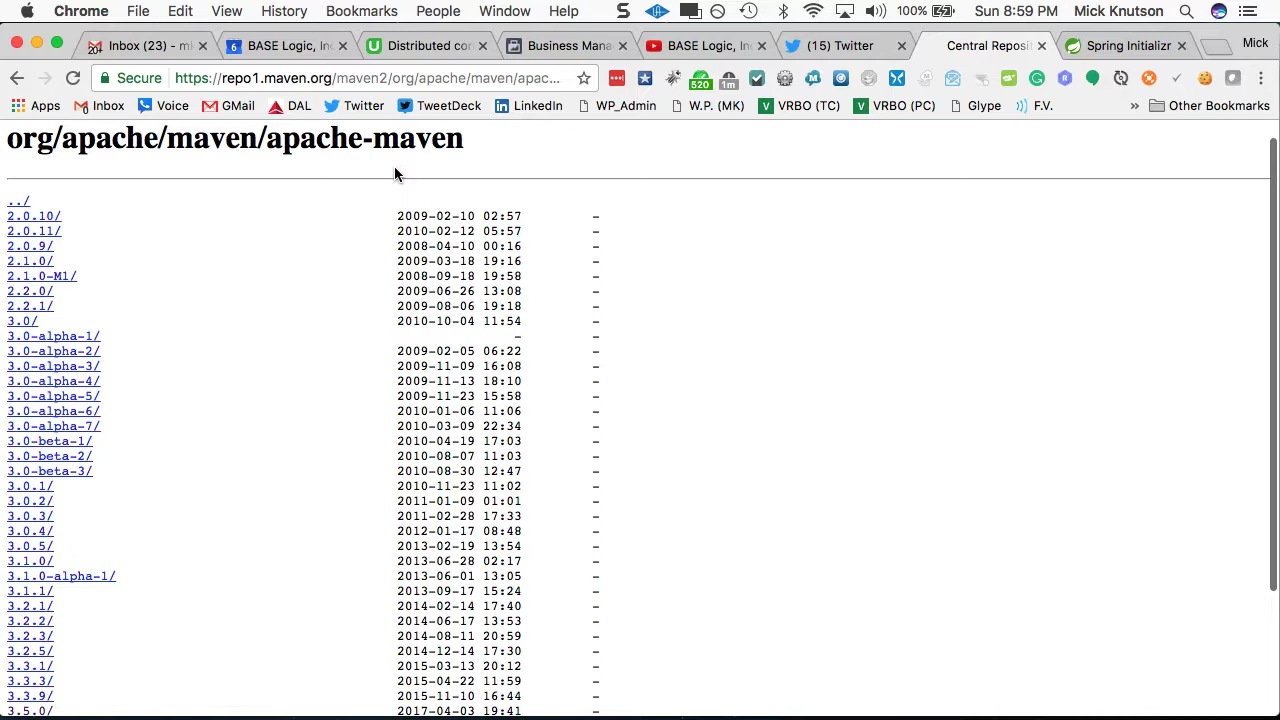 Chrome File Edit View History Bookmarks People Window Help 100% Sun 8:59 PM Mick Knutson
Inbox (23) - mi BASE Logic, Inc Distributed con Business Mana BASE Logic, Inc (15) Twitter Central Reposit Spring Initializr Mick
Secure https://repo1.maven.org/maven2/org/apache/maven/apac... 520 1m
Apps Inbox Voice GMail DAL Twitter TweetDeck LinkedIn WP_Admin W.P. (MK) VRBO (TC) VRBO (PC) Glype F.V. » Other Bookmarks
org/apache/maven/apache-maven
../
2.0.10/ 2009-02-10 02:57 -
2.0.11/ 2010-02-12 05:57 -
2.0.9/ 2008-04-10 00:16 -
2.1.0/ 2009-03-18 19:16 -
2.1.0-M1/ 2008-09-18 19:58 -
2.2.0/ 2009-06-26 13:08 -
2.2.1/ 2009-08-06 19:18 -
3.0/ 2010-10-04 11:54 -
3.0-alpha-1/ - -
3.0-alpha-2/ 2009-02-05 06:22 -
3.0-alpha-3/ 2009-11-09 16:08 -
3.0-alpha-4/ 2009-11-13 18:10 -
3.0-alpha-5/ 2009-11-23 15:58 -
3.0-alpha-6/ 2010-01-06 11:06 -
3.0-alpha-7/ 2010-03-09 22:34 -
3.0-beta-1/ 2010-04-19 17:03 -
3.0-beta-2/ 2010-08-07 11:03 -
3.0-beta-3/ 2010-08-30 12:47 -
3.0.1/ 2010-11-23 11:02 -
3.0.2/ 2011-01-09 01:01 -
3.0.3/ 2011-02-28 17:33 -
3.0.4/ 2012-01-17 08:48 -
3.0.5/ 2013-02-19 13:54 -
3.1.0/ 2013-06-28 02:17 -
3.1.0-alpha-1/ 2013-06-01 13:05 -
3.1.1/ 2013-09-17 15:24 -
3.2.1/ 2014-02-14 17:40 -
3.2.2/ 2014-06-17 13:53 -
3.2.3/ 2014-08-11 20:59 -
3.2.5/ 2014-12-14 17:30 -
3.3.1/ 2015-03-13 20:12 -
3.3.3/ 2015-04-22 11:59 -
3.3.9/ 2015-11-10 16:44 -
3.5.0/ 2017-04-03 19:41 -